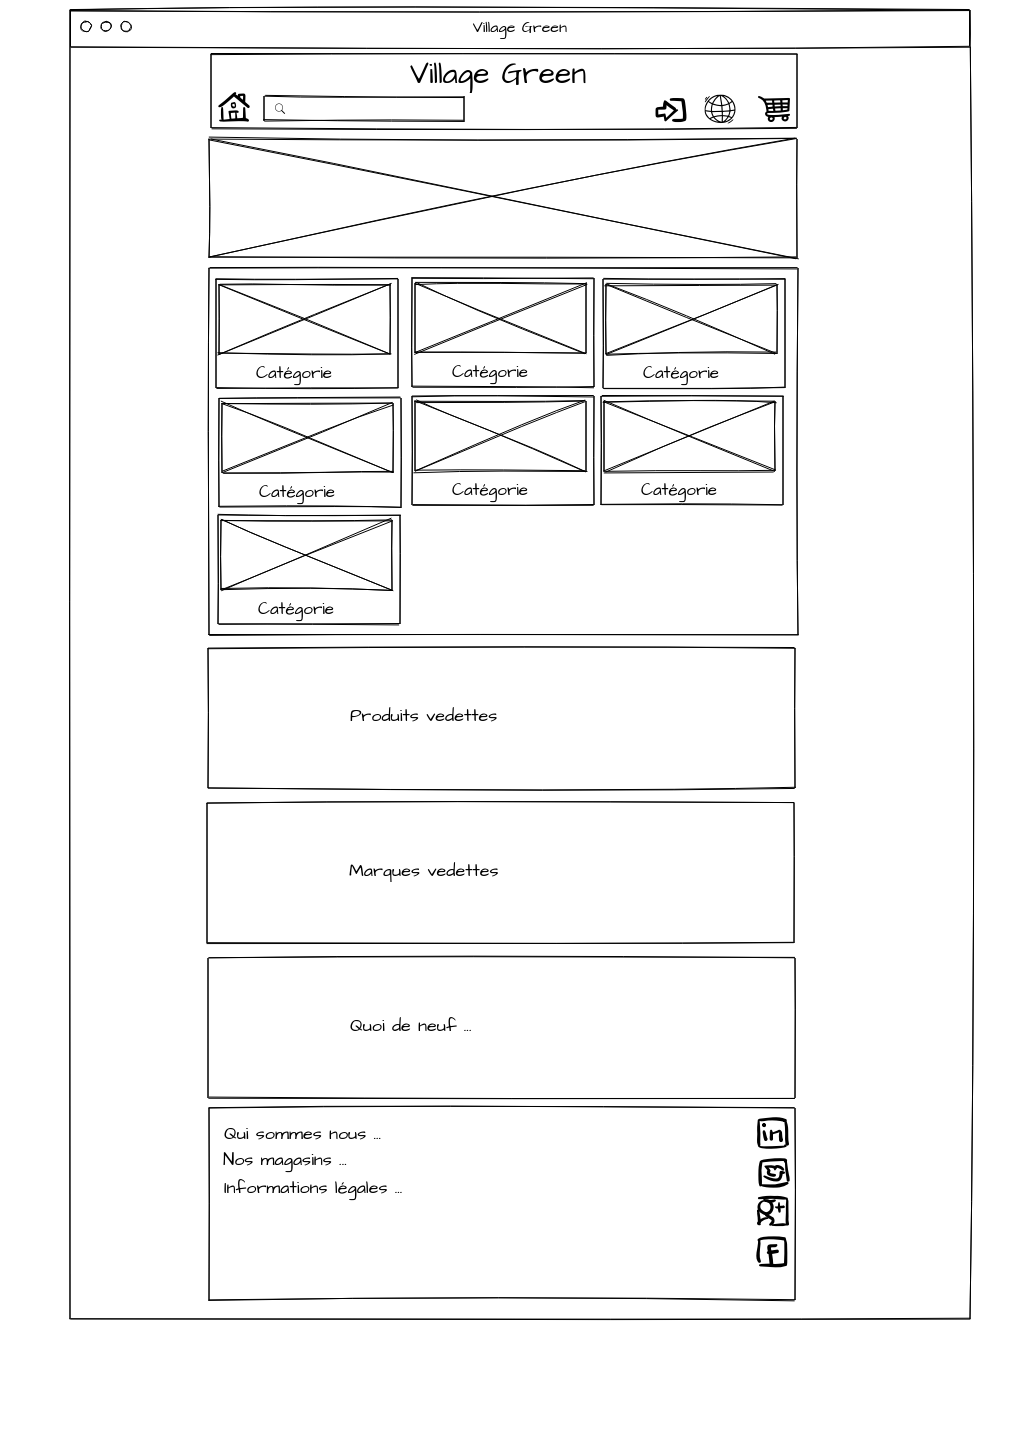 Village Green
Village Green
Catégorie
Catégorie
Catégorie
Catégorie
Catégorie
Catégorie
Catégorie
Produits vedettes
Marques vedettes
Quoi de neuf ...
Qui sommes nous ...
Nos magasins ...
Informations légales ...
in
g+
f